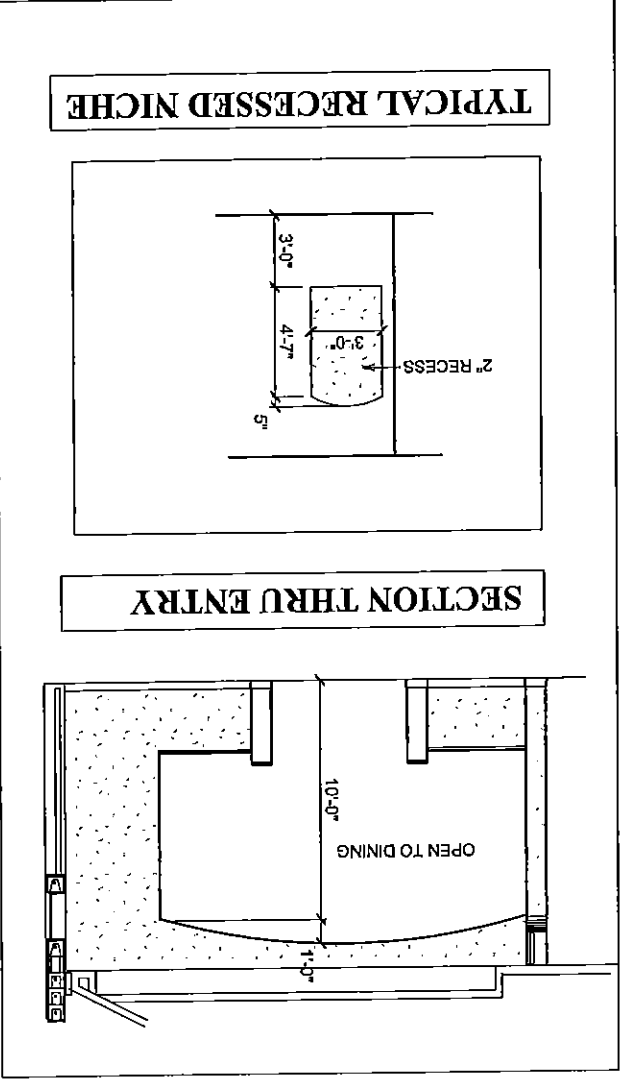 OPEN TO DINING
1'-0"
10'-0"
SECTION THRU ENTRY
5"
2" RECESS
3'-0"
4'-7"
3'-0"
TYPICAL RECESSED NICHE